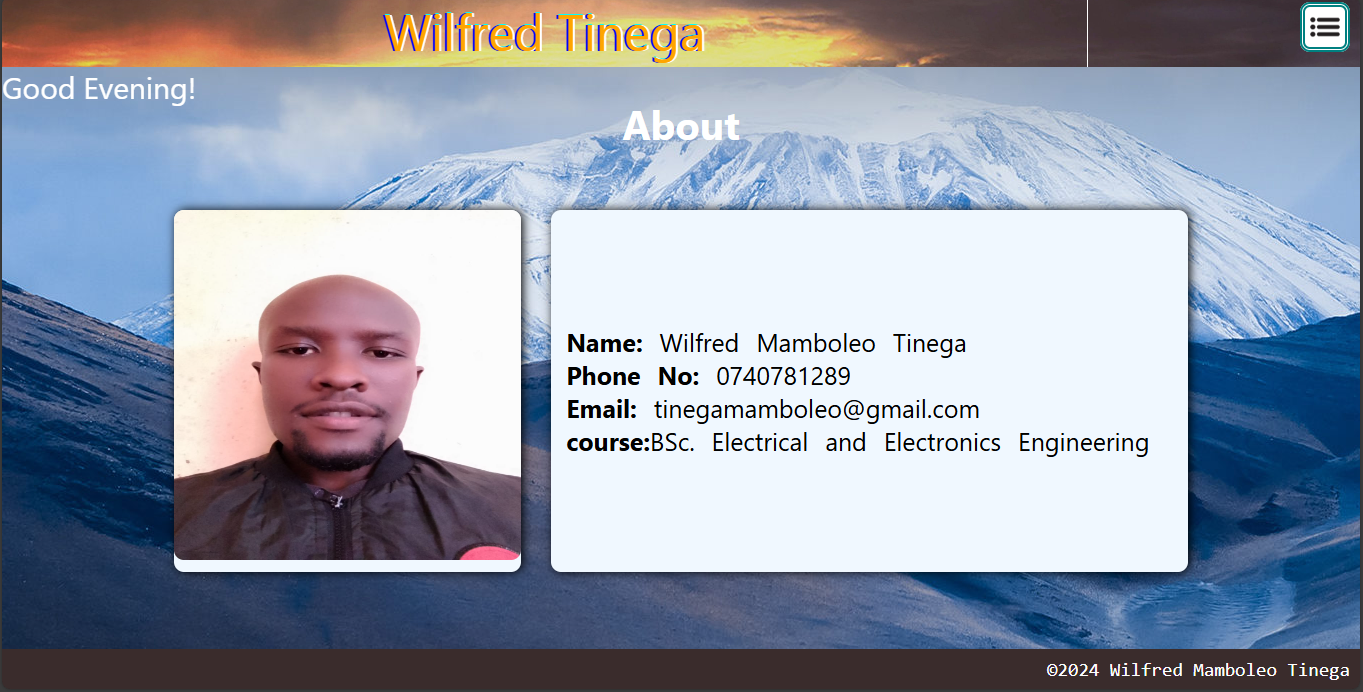 Wilfred Tinega
Good Evening!
About
Name: Wilfred Mamboleo Tinega
Phone No: 0740781289
Email: tinegamamboleo@gmail.com
course:BSc. Electrical and Electronics Engineering
©2024 Wilfred Mamboleo Tinega